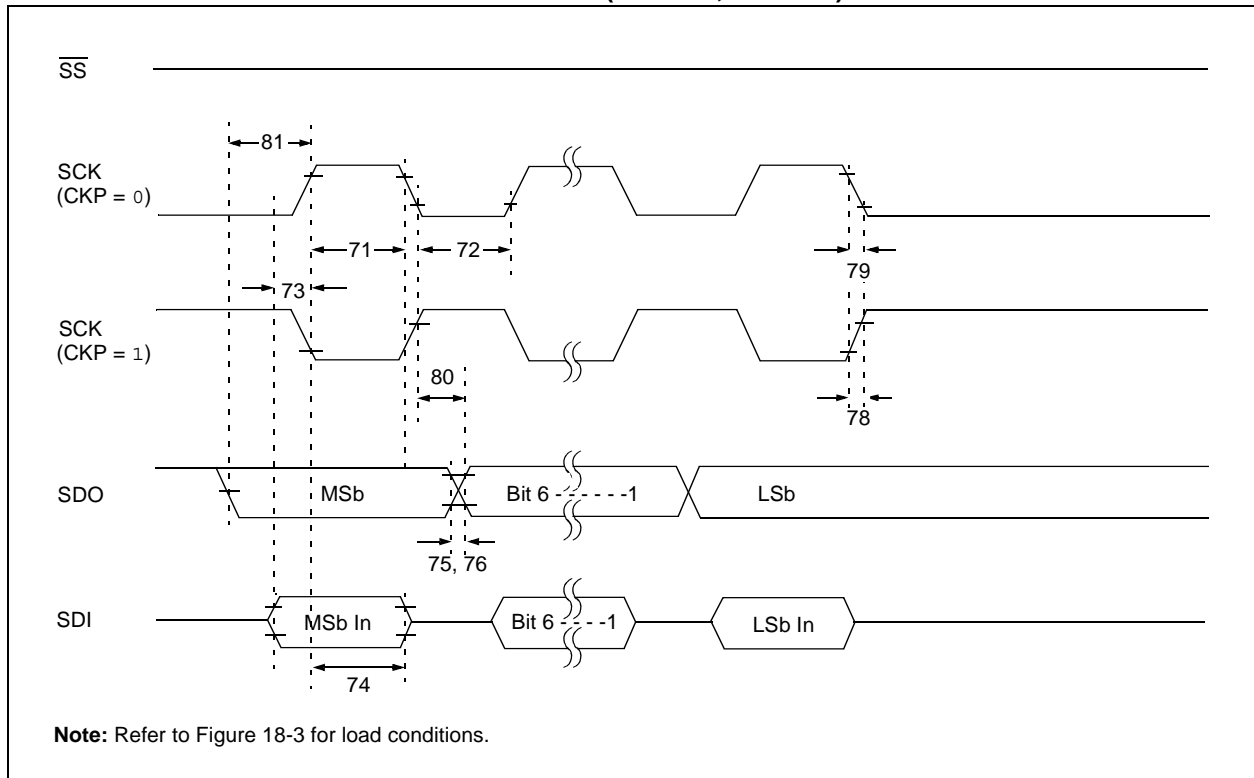 SS
81
SCK
(CKP = 0)
71
72
79
73
SCK
(CKP = 1)
80
78
SDO
MSb
Bit 6 - - - - - -1
LSb
75, 76
SDI
MSb In
Bit 6 - - - - -1
LSb In
74
Note: Refer to Figure 18-3 for load conditions.